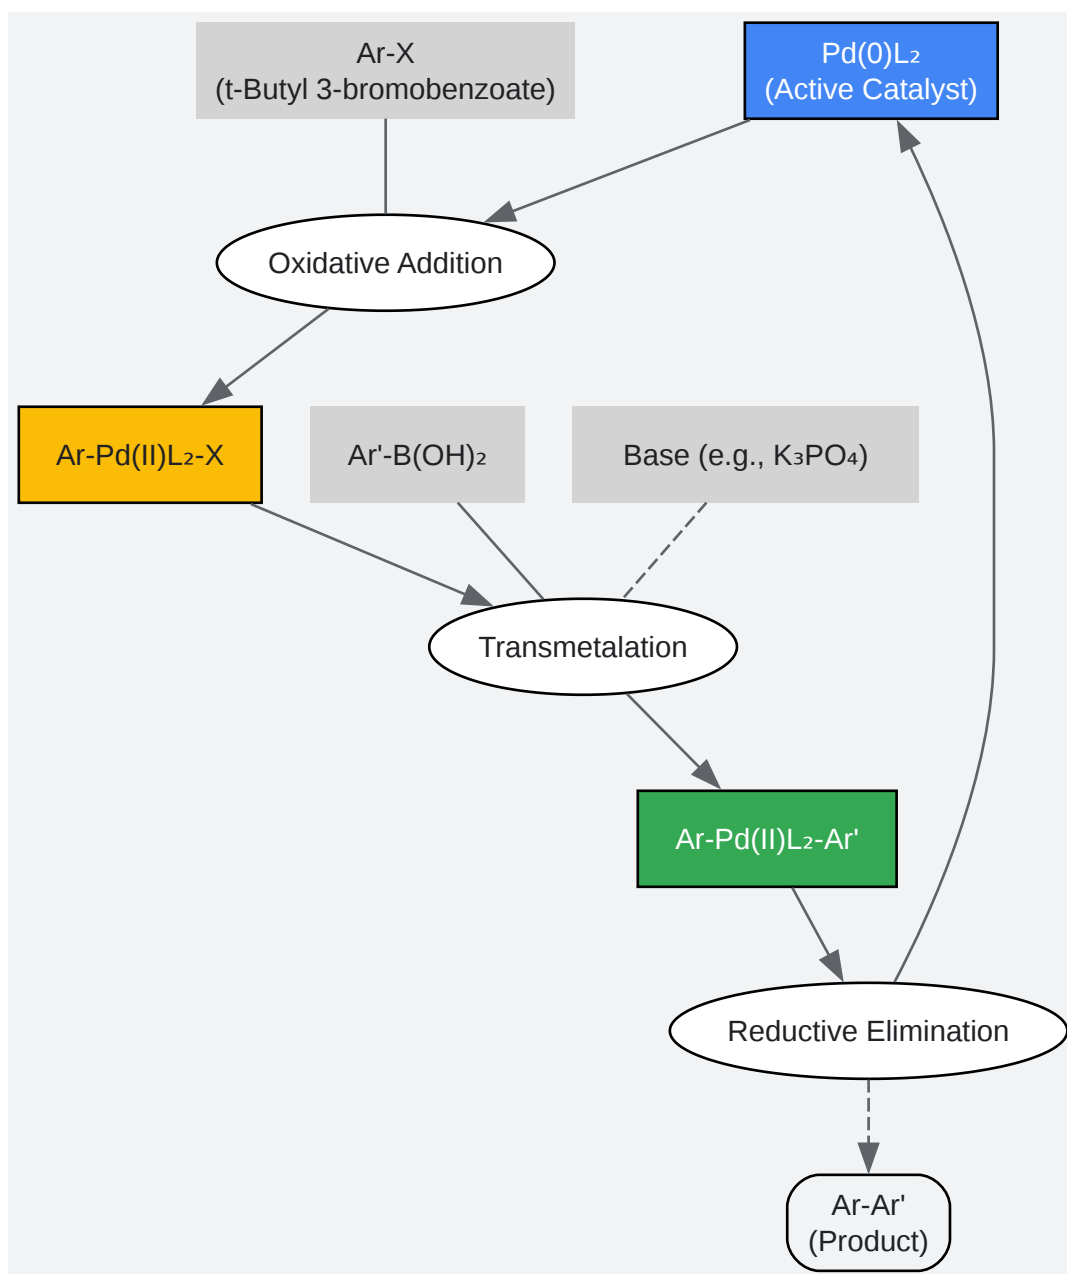 Ar-X
(t-Butyl 3-bromobenzoate)
Pd(0)L₂
(Active Catalyst)
Oxidative Addition
Ar-Pd(II)L₂-X
Ar'-B(OH)₂
Base (e.g., K₃PO₄)
Transmetalation
Ar-Pd(II)L₂-Ar'
Reductive Elimination
Ar-Ar'
(Product)